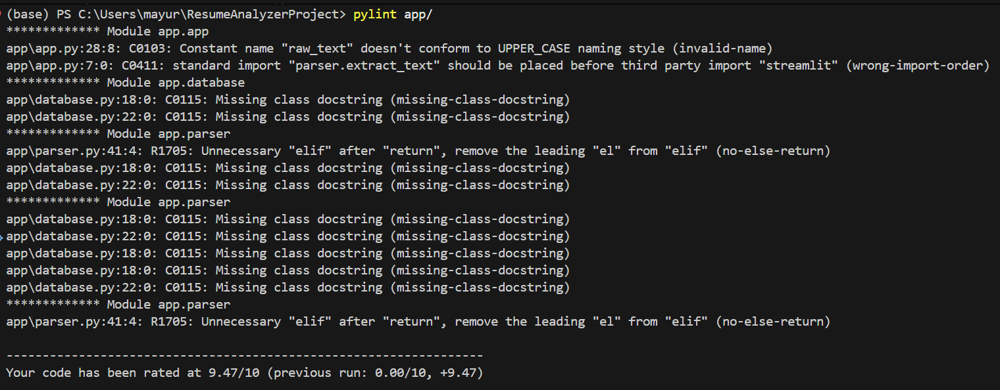 (base) PS C:\Users\mayur\ResumeAnalyzerProject> pylint app/
************* Module app.app
app\app.py:28:8: C0103: Constant name "raw_text" doesn't conform to UPPER_CASE naming style (invalid-name)
app\app.py:7:0: C0411: standard import "parser.extract_text" should be placed before third party import "streamlit" (wrong-import-order)
************* Module app.database
app\database.py:18:0: C0115: Missing class docstring (missing-class-docstring)
app\database.py:22:0: C0115: Missing class docstring (missing-class-docstring)
************* Module app.parser
app\parser.py:41:4: R1705: Unnecessary "elif" after "return", remove the leading "el" from "elif" (no-else-return)
app\database.py:18:0: C0115: Missing class docstring (missing-class-docstring)
app\database.py:22:0: C0115: Missing class docstring (missing-class-docstring)
************* Module app.parser
app\database.py:18:0: C0115: Missing class docstring (missing-class-docstring)
app\database.py:22:0: C0115: Missing class docstring (missing-class-docstring)
app\database.py:18:0: C0115: Missing class docstring (missing-class-docstring)
app\database.py:18:0: C0115: Missing class docstring (missing-class-docstring)
app\database.py:22:0: C0115: Missing class docstring (missing-class-docstring)
************* Module app.parser
app\parser.py:41:4: R1705: Unnecessary "elif" after "return", remove the leading "el" from "elif" (no-else-return)
------------------------------------------------------------------
Your code has been rated at 9.47/10 (previous run: 0.00/10, +9.47)